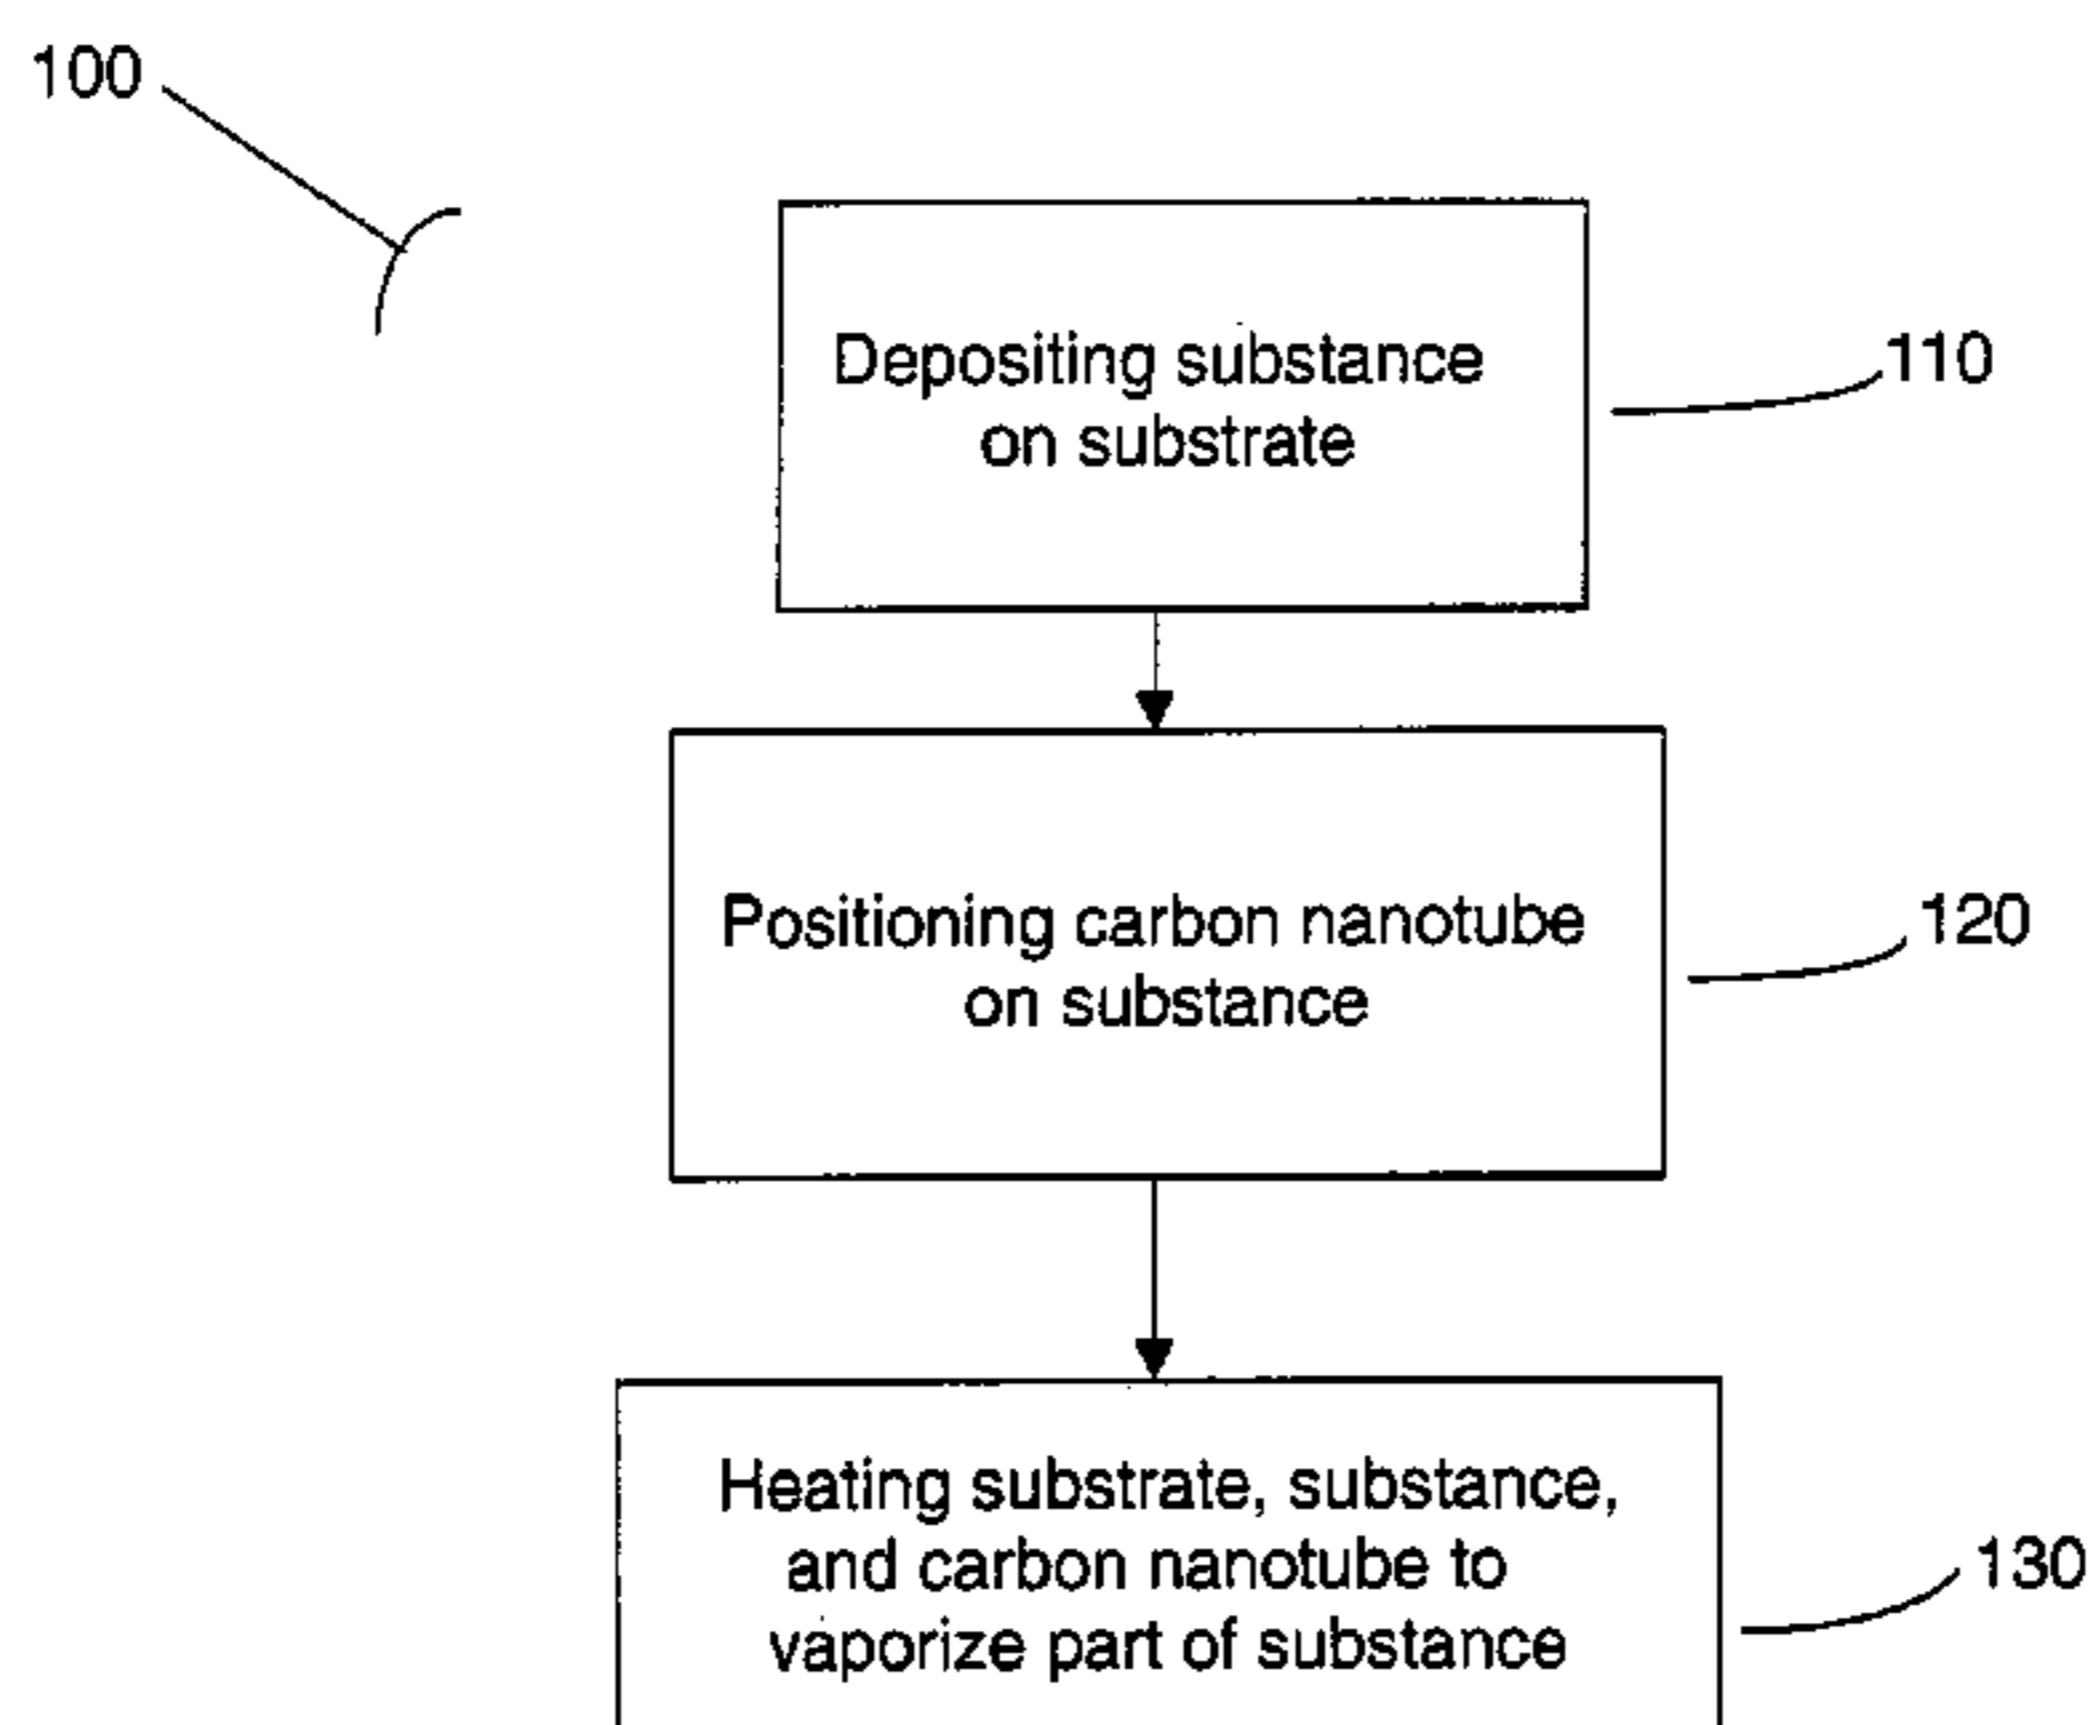 100
Depositing substance
on substrate
110
Positioning carbon nanotube
on substance
120
Heating substrate, substance,
and carbon nanotube to
vaporize part of substance
130